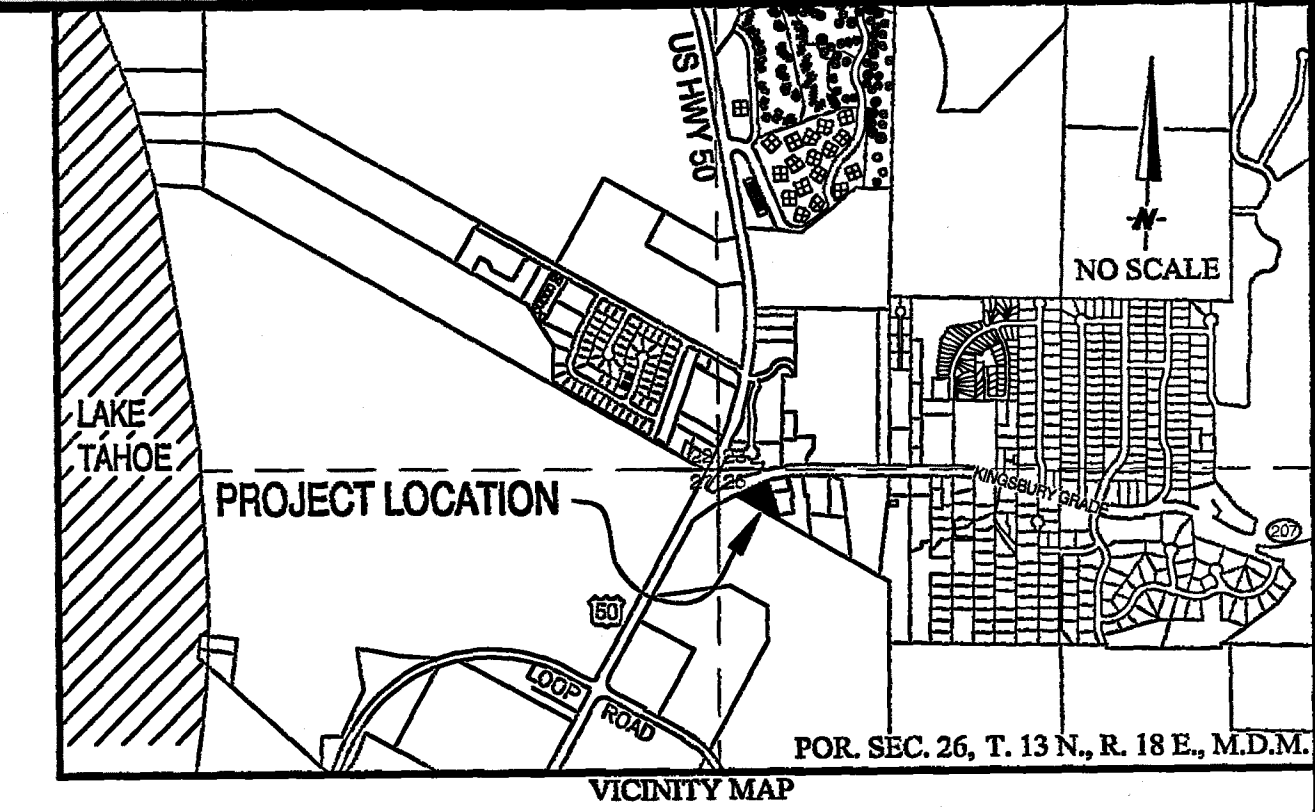 US HWY 50
N
NO SCALE
LAKE
TAHOE
PROJECT LOCATION
KINGSBURY GRADE
207
50
LOOP
ROAD
POR. SEC. 26, T. 13 N., R. 18 E., M.D.M.
VICINITY MAP